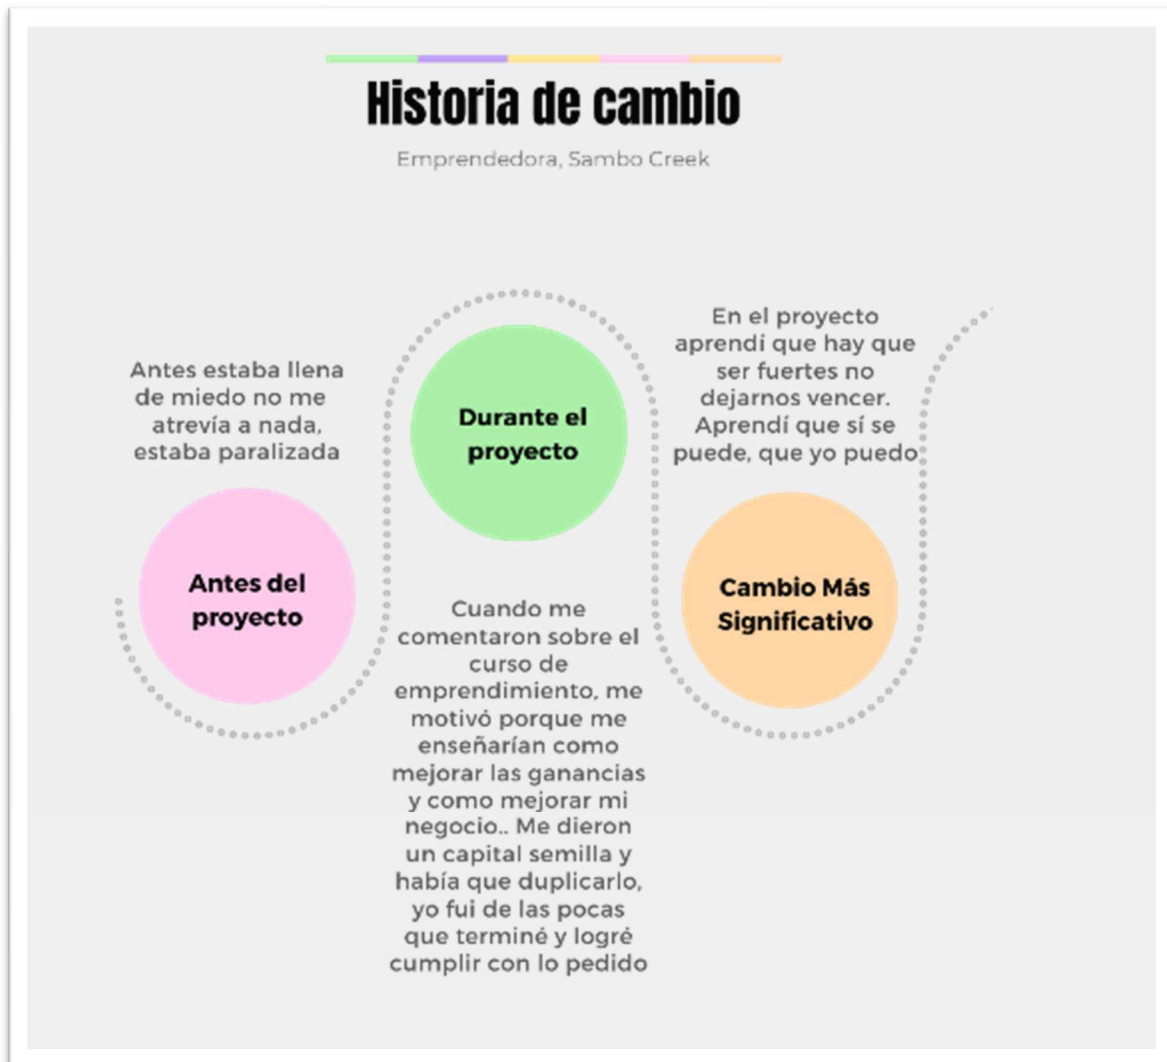 Historia de cambio
Emprendedora, Sambo Creek
Antes estaba llena
de miedo no me
atrevía a nada,
estaba paralizada
Antes del
proyecto
Durante el
proyecto
Cuando me
comentaron sobre el
curso de
emprendimiento, me
motivó porque me
enseñarían como
mejorar las ganancias
y como mejorar mi
negocio.. Me dieron
un capital semilla y
había que duplicarlo,
yo fui de las pocas
que terminé y logré
cumplir con lo pedido
En el proyecto
aprendí que hay que
ser fuertes no
dejarnos vencer.
Aprendí que sí se
puede, que yo puedo
Cambio Más
Significativo